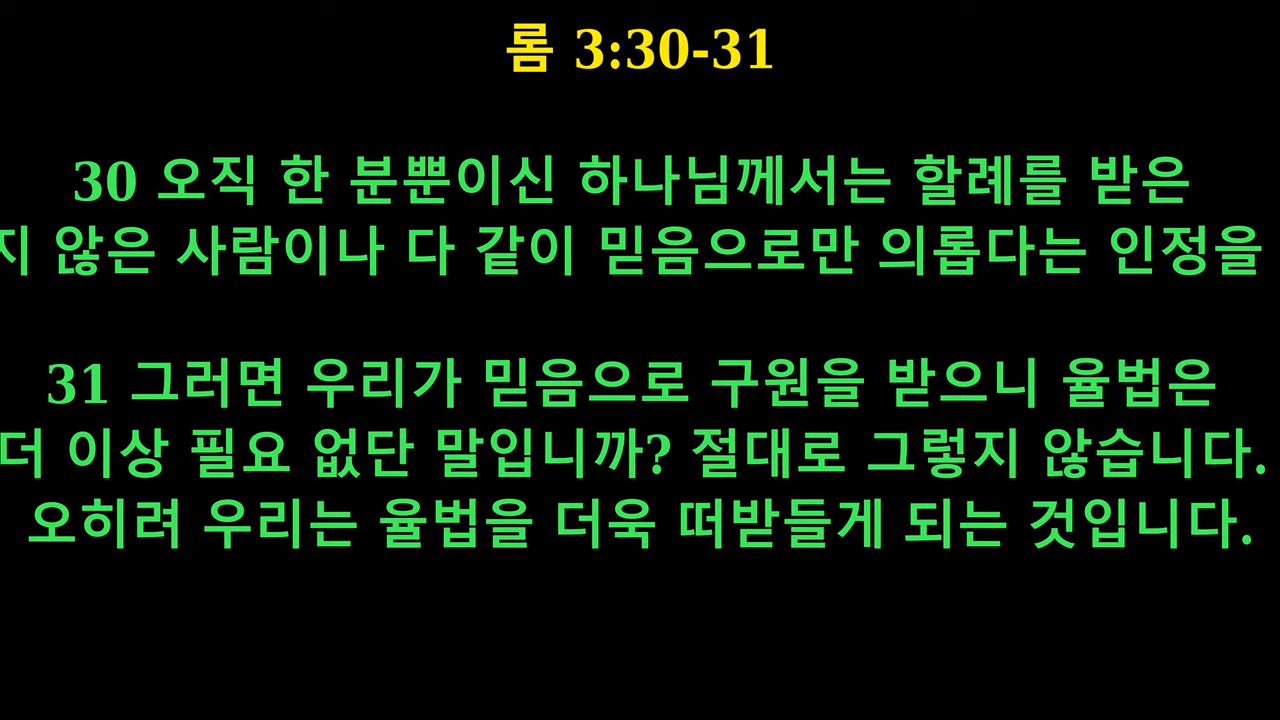 롬 3:30-31
30 오직 한 분뿐이신 하나님께서는 할례를 받은
지 않은 사람이나 다 같이 믿음으로만 의롭다는 인정을
31 그러면 우리가 믿음으로 구원을 받으니 율법은
더 이상 필요 없단 말입니까? 절대로 그렇지 않습니다.
오히려 우리는 율법을 더욱 떠받들게 되는 것입니다.